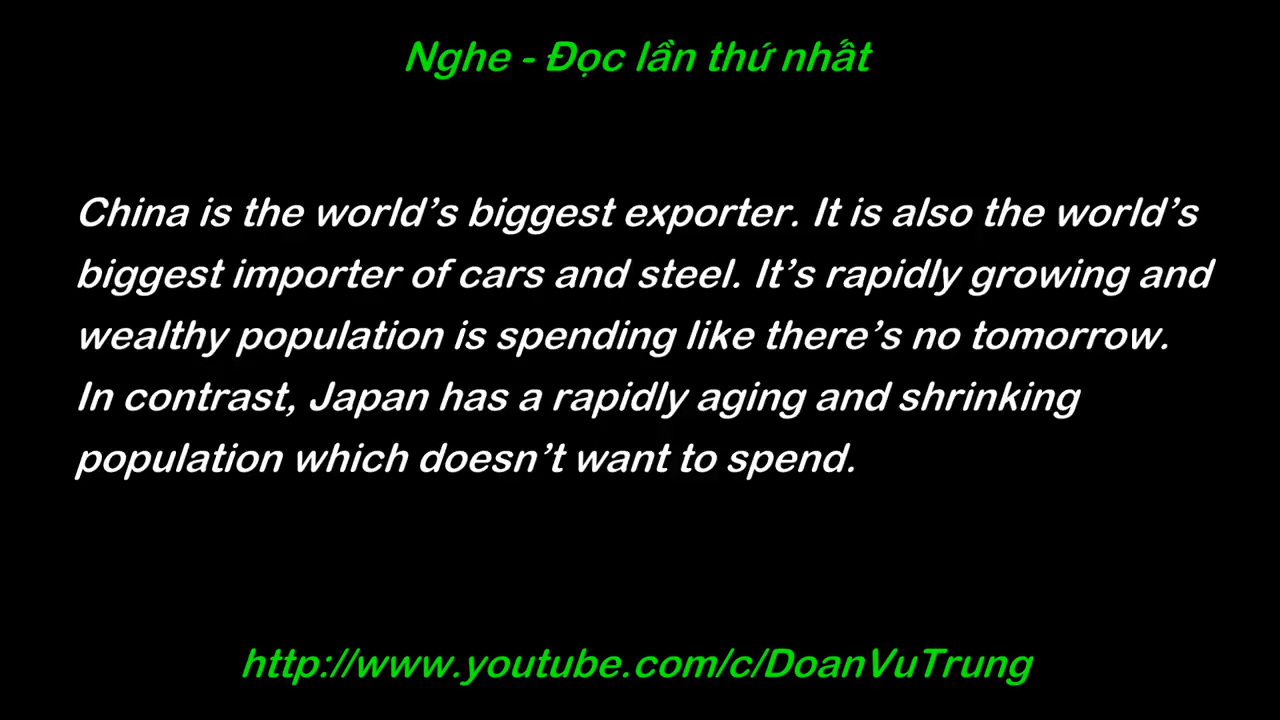 Nghe - Đọc lần thứ nhất
China is the world’s biggest exporter. It is also the world’s
biggest importer of cars and steel. It’s rapidly growing and
wealthy population is spending like there’s no tomorrow.
In contrast, Japan has a rapidly aging and shrinking
population which doesn’t want to spend.
http://www.youtube.com/c/DoanVuTrung